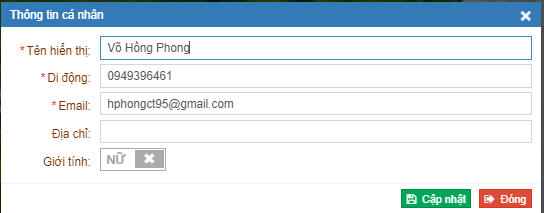 Thông tin cá nhân
* Tên hiển thị: Võ Hồng Phong
* Di động: 0949396461
* Email: hphongct95@gmail.com
Địa chỉ:
Giới tính: NỮ
Cập nhật Đóng